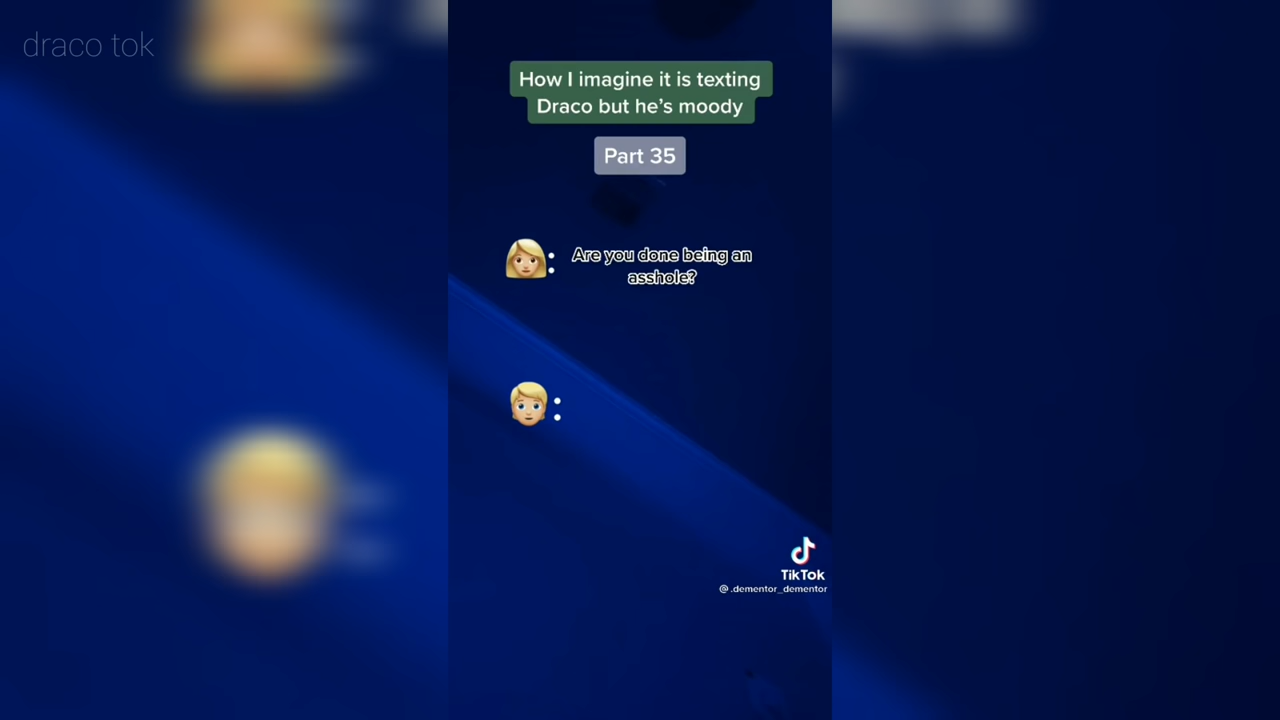 draco tok
How I imagine it is texting
Draco but he’s moody
Part 35
: Are you done being an
asshole?
:
TikTok
@.dementor_dementor